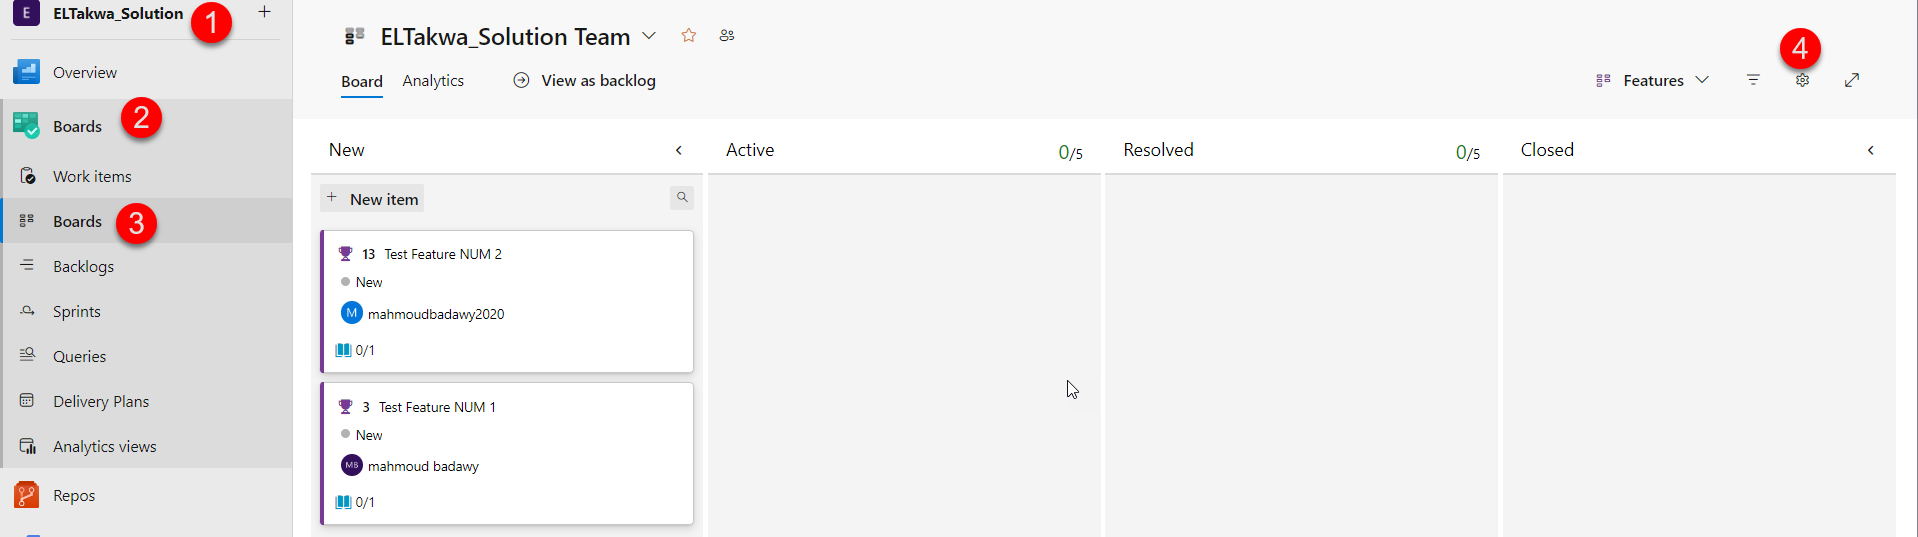 E ELTakwa_Solution 1 +
Overview
Boards 2
Work items
Boards 3
Backlogs
Sprints
Queries
Delivery Plans
Analytics views
Repos
ELTakwa_Solution Team
Board Analytics View as backlog
Features
4
New
Active 0/5
Resolved 0/5
Closed
+ New item
13 Test Feature NUM 2
New
M mahmoudbadawy2020
0/1
3 Test Feature NUM 1
New
MB mahmoud badawy
0/1